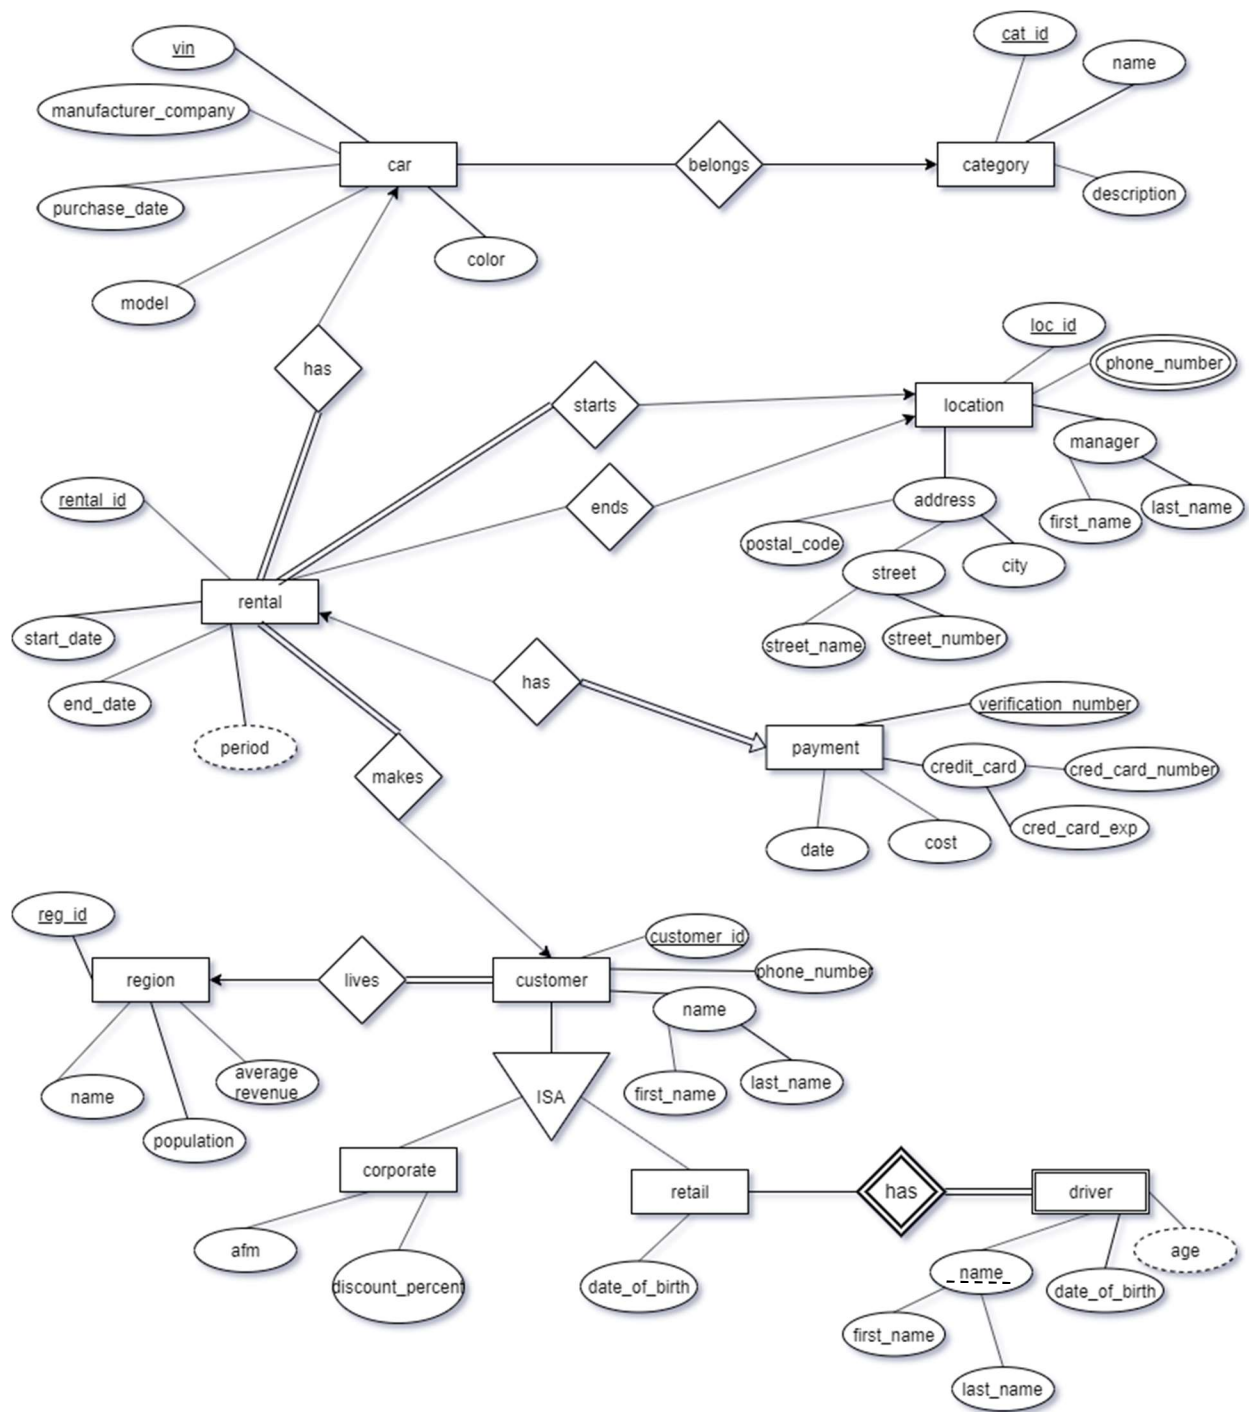 vin
cat_id
name
manufacturer_company
car
belongs
category
purchase_date
description
color
model
loc_id
phone_number
has
starts
location
manager
rental_id
ends
address
last_name
first_name
postal_code
street
city
rental
start_date
street_name
street_number
end_date
has
verification_number
period
payment
makes
credit_card
cred_card_number
date
cost
cred_card_exp
reg_id
customer_id
region
lives
customer
phone_number
name
average
revenue
name
ISA
first_name
last_name
population
corporate
retail
has
driver
afm
age
discount_percent
date_of_birth
name
date_of_birth
first_name
last_name